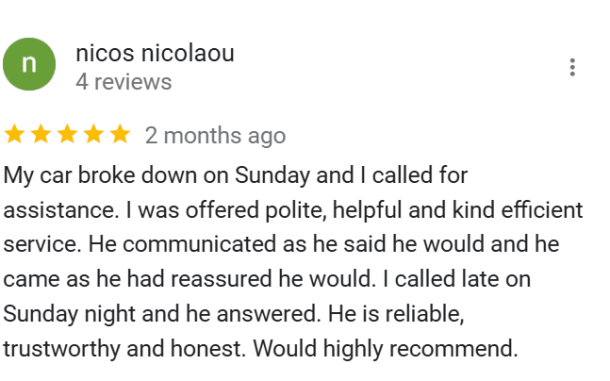 n
nicos nicolaou
4 reviews
2 months ago
My car broke down on Sunday and I called for
assistance. I was offered polite, helpful and kind efficient
service. He communicated as he said he would and he
came as he had reassured he would. I called late on
Sunday night and he answered. He is reliable,
trustworthy and honest. Would highly recommend.